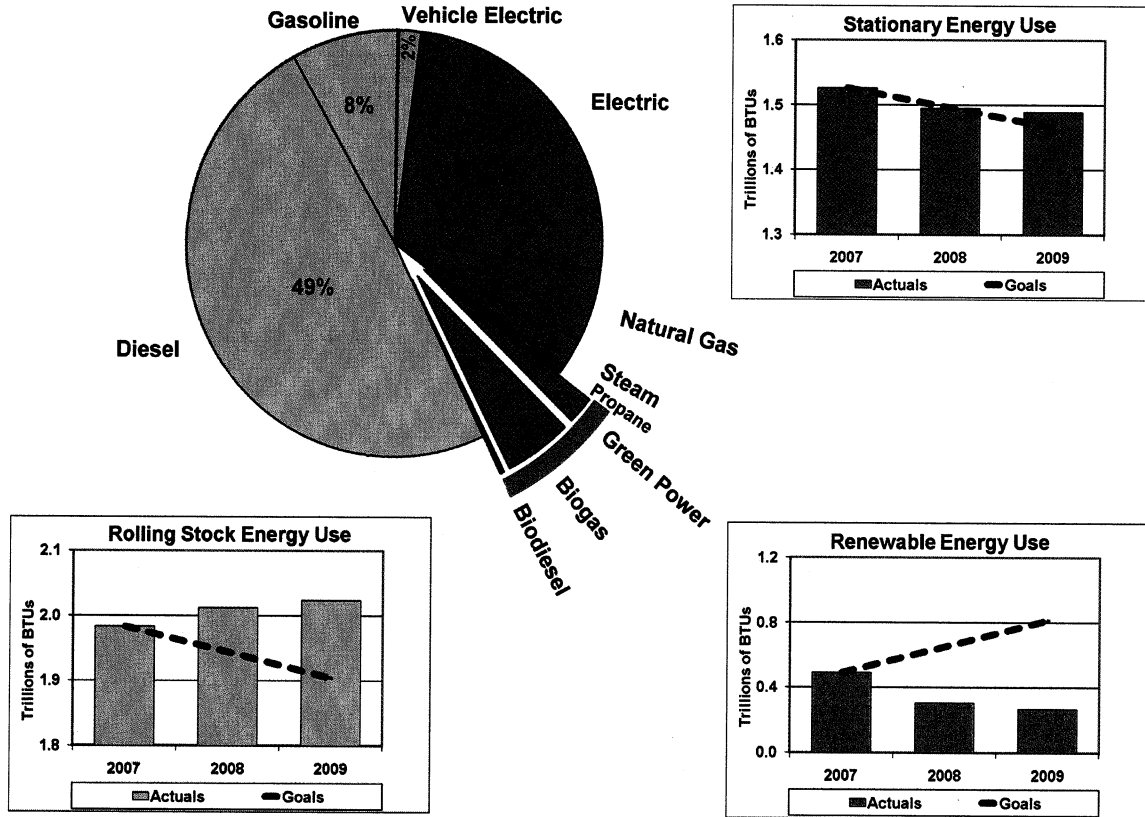 Gasoline
Vehicle Electric
2%
8%
Electric
49%
Diesel
Natural Gas
Steam
Propane
Green Power
Biogas
Biodiesel
Stationary Energy Use
Trillions of BTUs
1.6
1.5
1.4
1.3
2007 2008 2009
Actuals Goals
Rolling Stock Energy Use
Trillions of BTUs
2.1
2.0
1.9
1.8
2007 2008 2009
Actuals Goals
Renewable Energy Use
Trillions of BTUs
1.2
0.8
0.4
0.0
2007 2008 2009
Actuals Goals